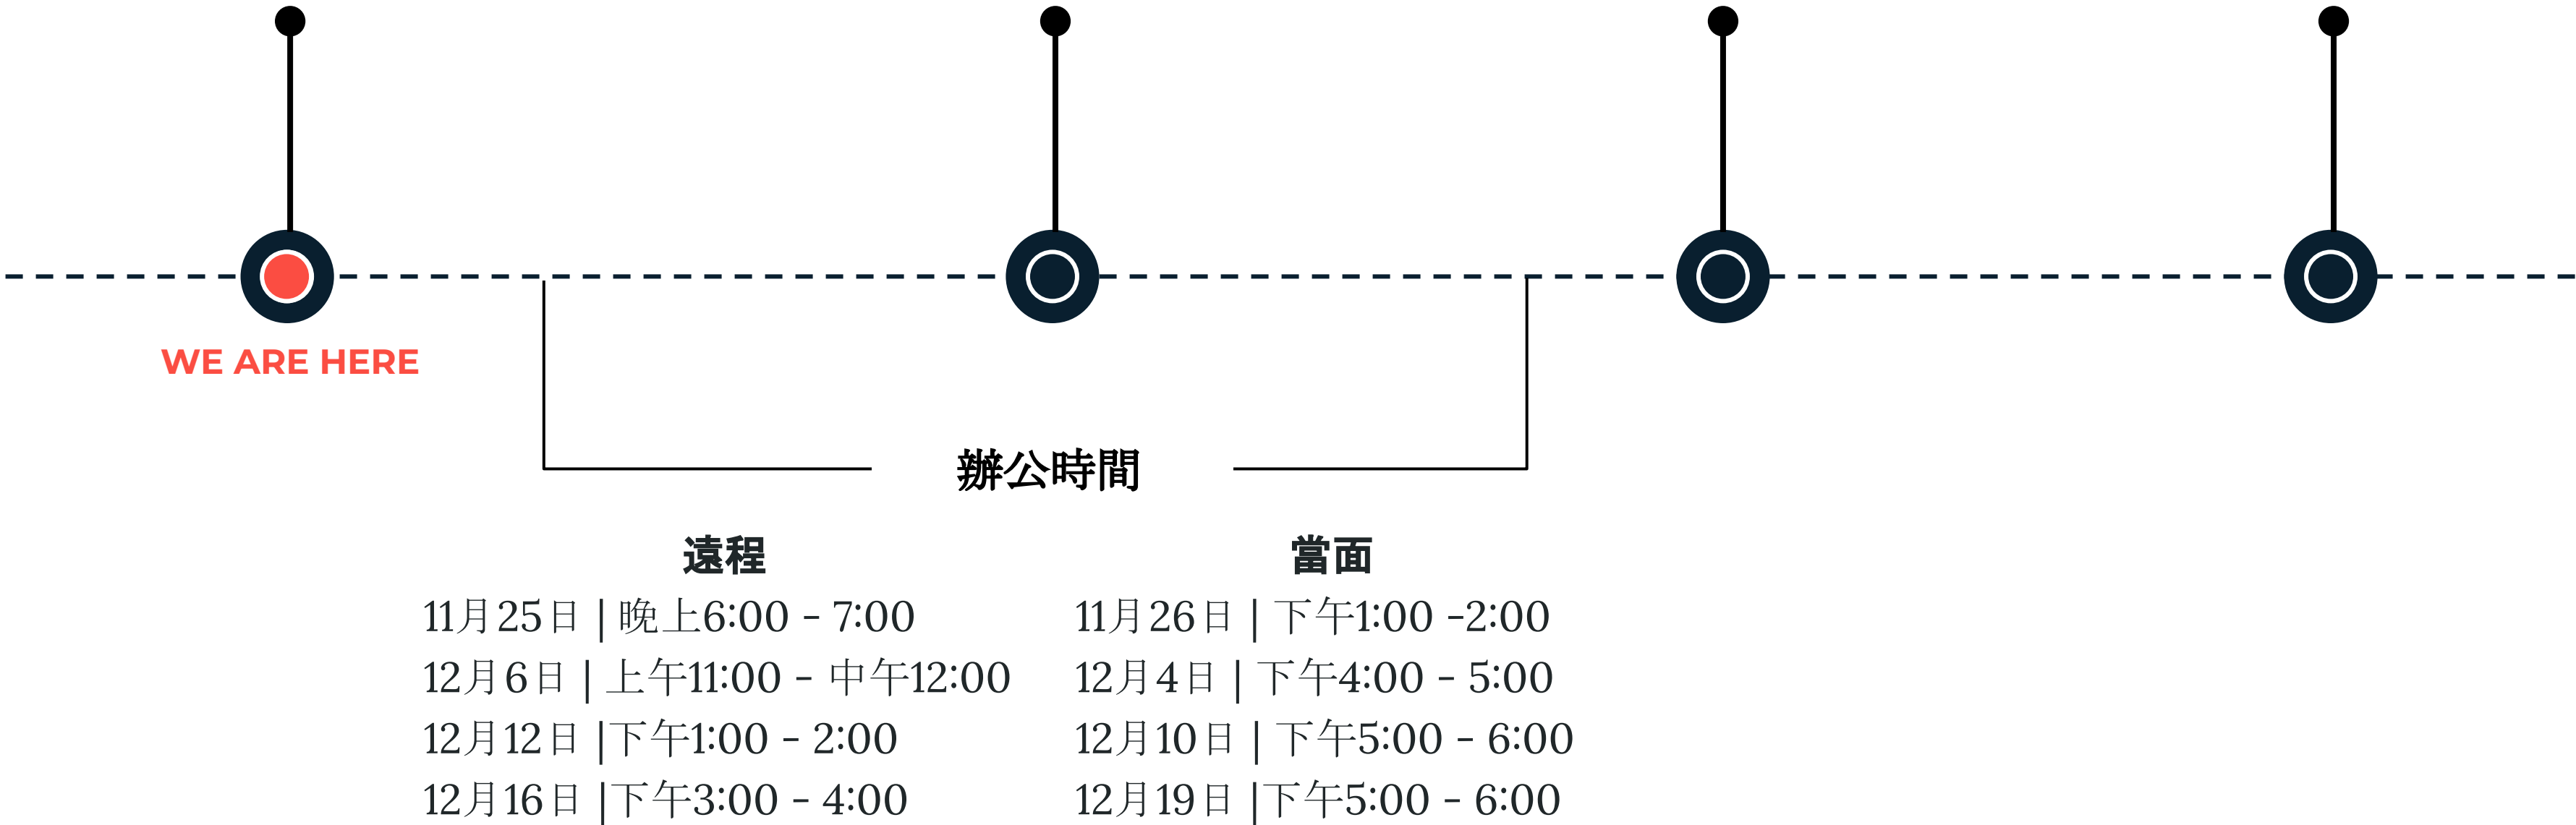 WE ARE HERE
辦公時間
遠程
11月25日 | 晚上6:00 - 7:00
12月6日 | 上午11:00 - 中午12:00
12月12日 |下午1:00 - 2:00
12月16日 |下午3:00 - 4:00
當面
11月26日 | 下午1:00 -2:00
12月4日 | 下午4:00 - 5:00
12月10日 | 下午5:00 - 6:00
12月19日 |下午5:00 - 6:00